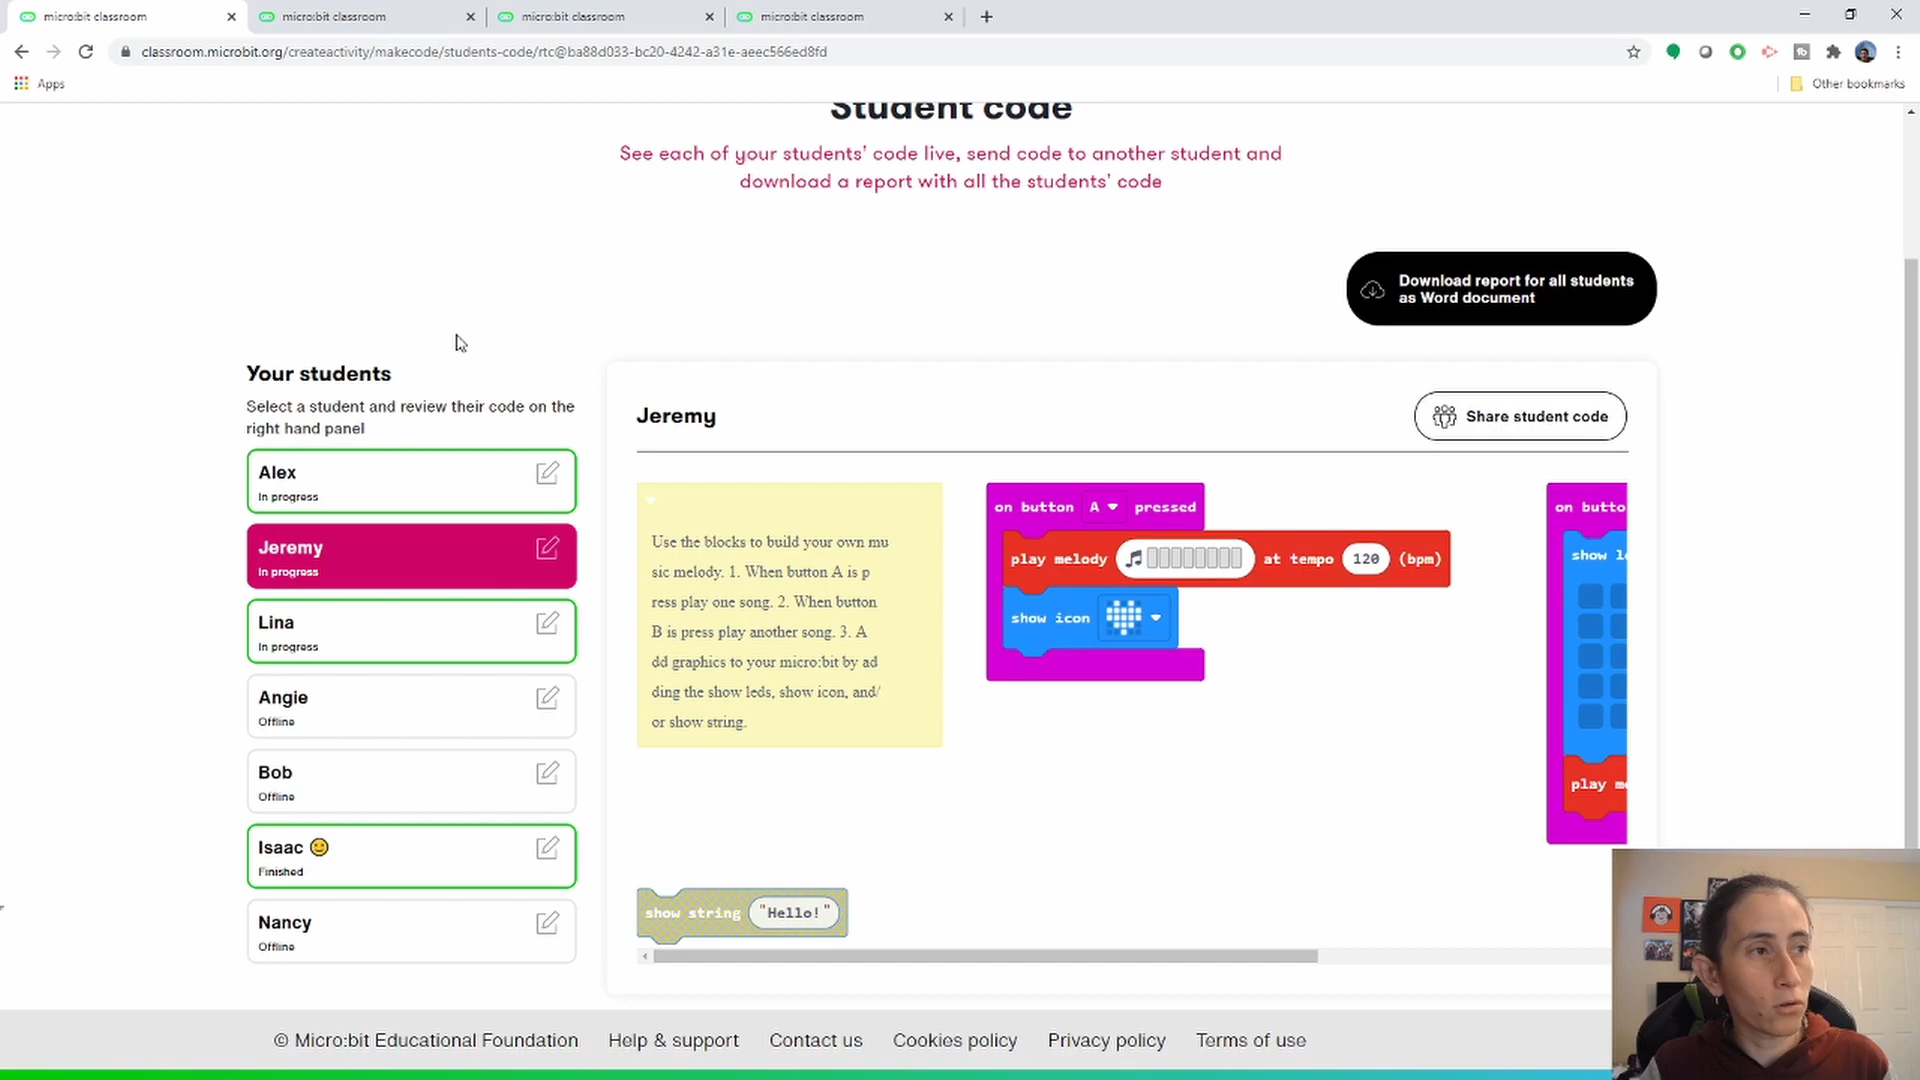 micro:bit classroom
micro:bit classroom
micro:bit classroom
micro:bit classroom
classroom.microbit.org/createactivity/makecode/students-code/rtc@ba88d033-bc20-4242-a31e-aeec566ed8fd
Apps
Other bookmarks
Student code
See each of your students' code live, send code to another student and
download a report with all the students' code
Download report for all students
as Word document
Your students
Select a student and review their code on the
right hand panel
Alex
In progress
Jeremy
In progress
Lina
In progress
Angie
Offline
Bob
Offline
Isaac 😉
Finished
Nancy
Offline
Jeremy
Share student code
Use the blocks to build your own mu
sic melody. 1. When button A is p
ress play one song. 2. When button
B is press play another song. 3. A
dd graphics to your micro:bit by ad
ding the show leds, show icon, and/
or show string.
on button A pressed
play melody at tempo 120 (bpm)
show icon
on butto
show le
play me
show string "Hello!"
© Micro:bit Educational Foundation Help & support Contact us Cookies policy Privacy policy Terms of use